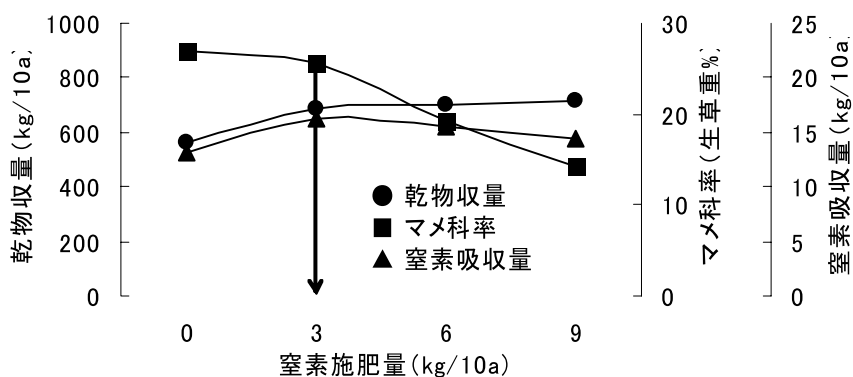 乾物収量(kg/10a)
1000
800
600
400
200
0
0
3
6
9
窒素施肥量(kg/10a)
乾物収量
マメ科率
窒素吸収量
30
20
10
0
マメ科率(生草重%)
25
20
15
10
5
0
窒素吸収量(kg/10a)